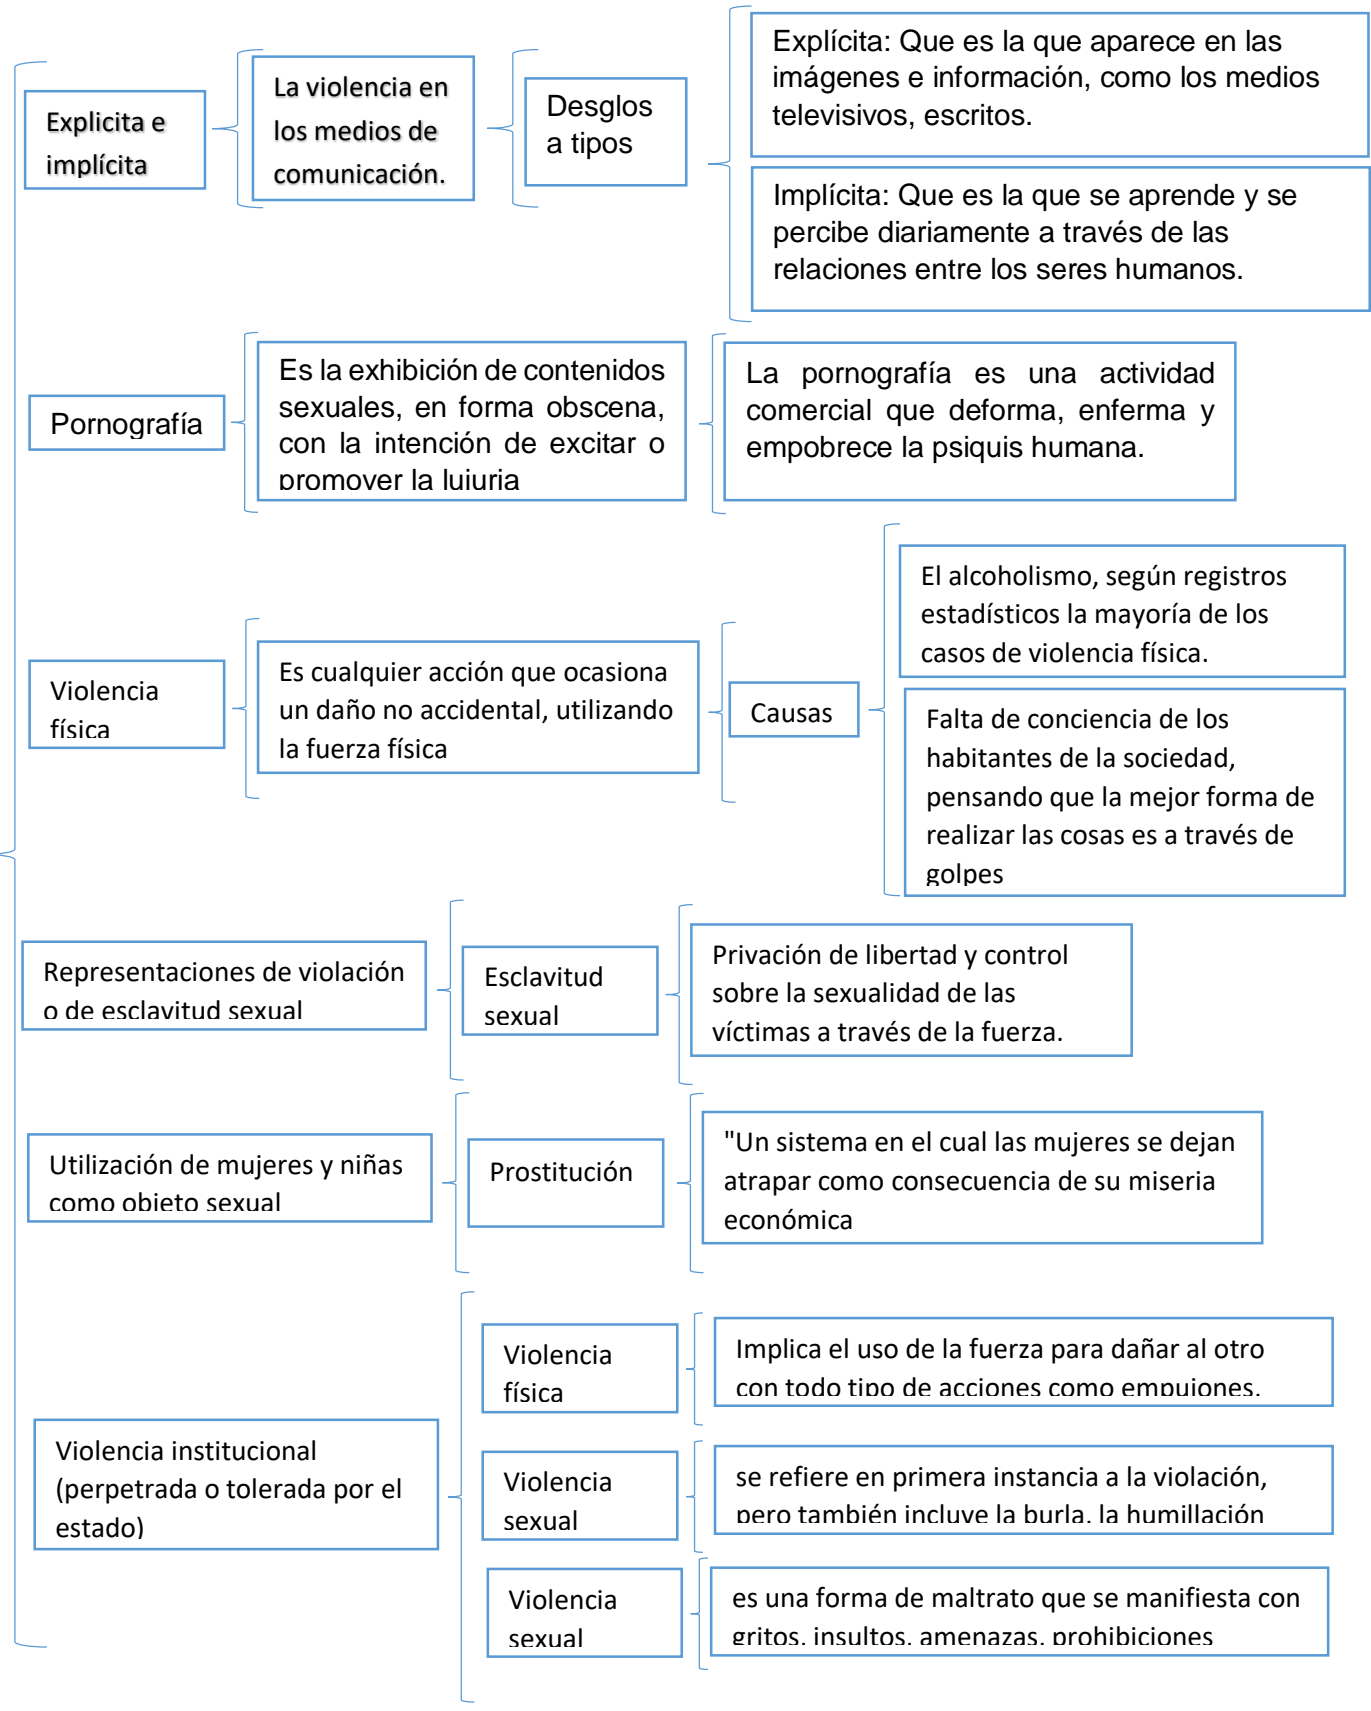 Explicita e
implícita
La violencia en
los medios de
comunicación.
Desglos
a tipos
Explícita: Que es la que aparece en las
imágenes e información, como los medios
televisivos, escritos.
Implícita: Que es la que se aprende y se
percibe diariamente a través de las
relaciones entre los seres humanos.
Pornografía
Es la exhibición de contenidos
sexuales, en forma obscena,
con la intención de excitar o
promover la lujuria
La pornografía es una actividad
comercial que deforma, enferma y
empobrece la psiquis humana.
Violencia
física
Es cualquier acción que ocasiona
un daño no accidental, utilizando
la fuerza física
Causas
El alcoholismo, según registros
estadísticos la mayoría de los
casos de violencia física.
Falta de conciencia de los
habitantes de la sociedad,
pensando que la mejor forma de
realizar las cosas es a través de
golpes
Representaciones de violación
o de esclavitud sexual
Esclavitud
sexual
Privación de libertad y control
sobre la sexualidad de las
víctimas a través de la fuerza.
Utilización de mujeres y niñas
como objeto sexual
Prostitución
"Un sistema en el cual las mujeres se dejan
atrapar como consecuencia de su miseria
económica
Violencia institucional
(perpetrada o tolerada por el
estado)
Violencia
física
Implica el uso de la fuerza para dañar al otro
con todo tipo de acciones como empujones,
Violencia
sexual
se refiere en primera instancia a la violación,
pero también incluye la burla, la humillación
Violencia
sexual
es una forma de maltrato que se manifiesta con
gritos, insultos, amenazas, prohibiciones